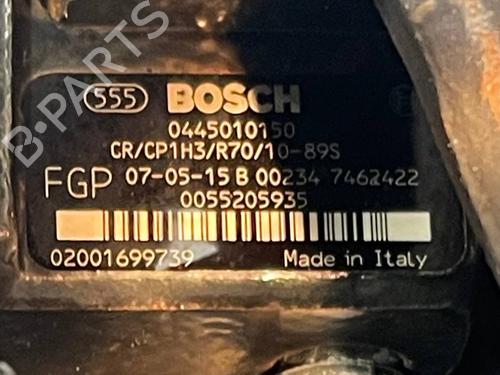 B-PARTS
555 BOSCH
0445010150
CR/CP1H3/R70/10-89S
FGP 07-05-15 B 00234 7462422
0055205935
02001699739 Made in Italy